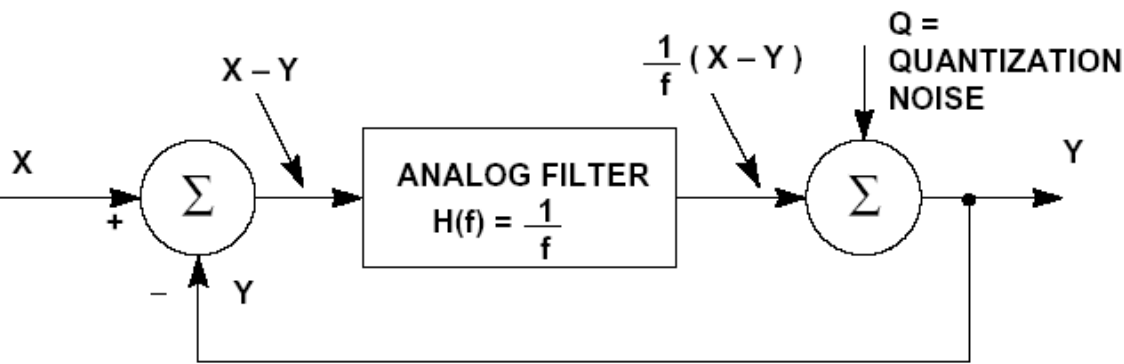 Q =
QUANTIZATION
NOISE
X – Y
1/f ( X – Y )
X
+
Σ
ANALOG FILTER
H(f) = 1/f
Σ
Y
–
Y